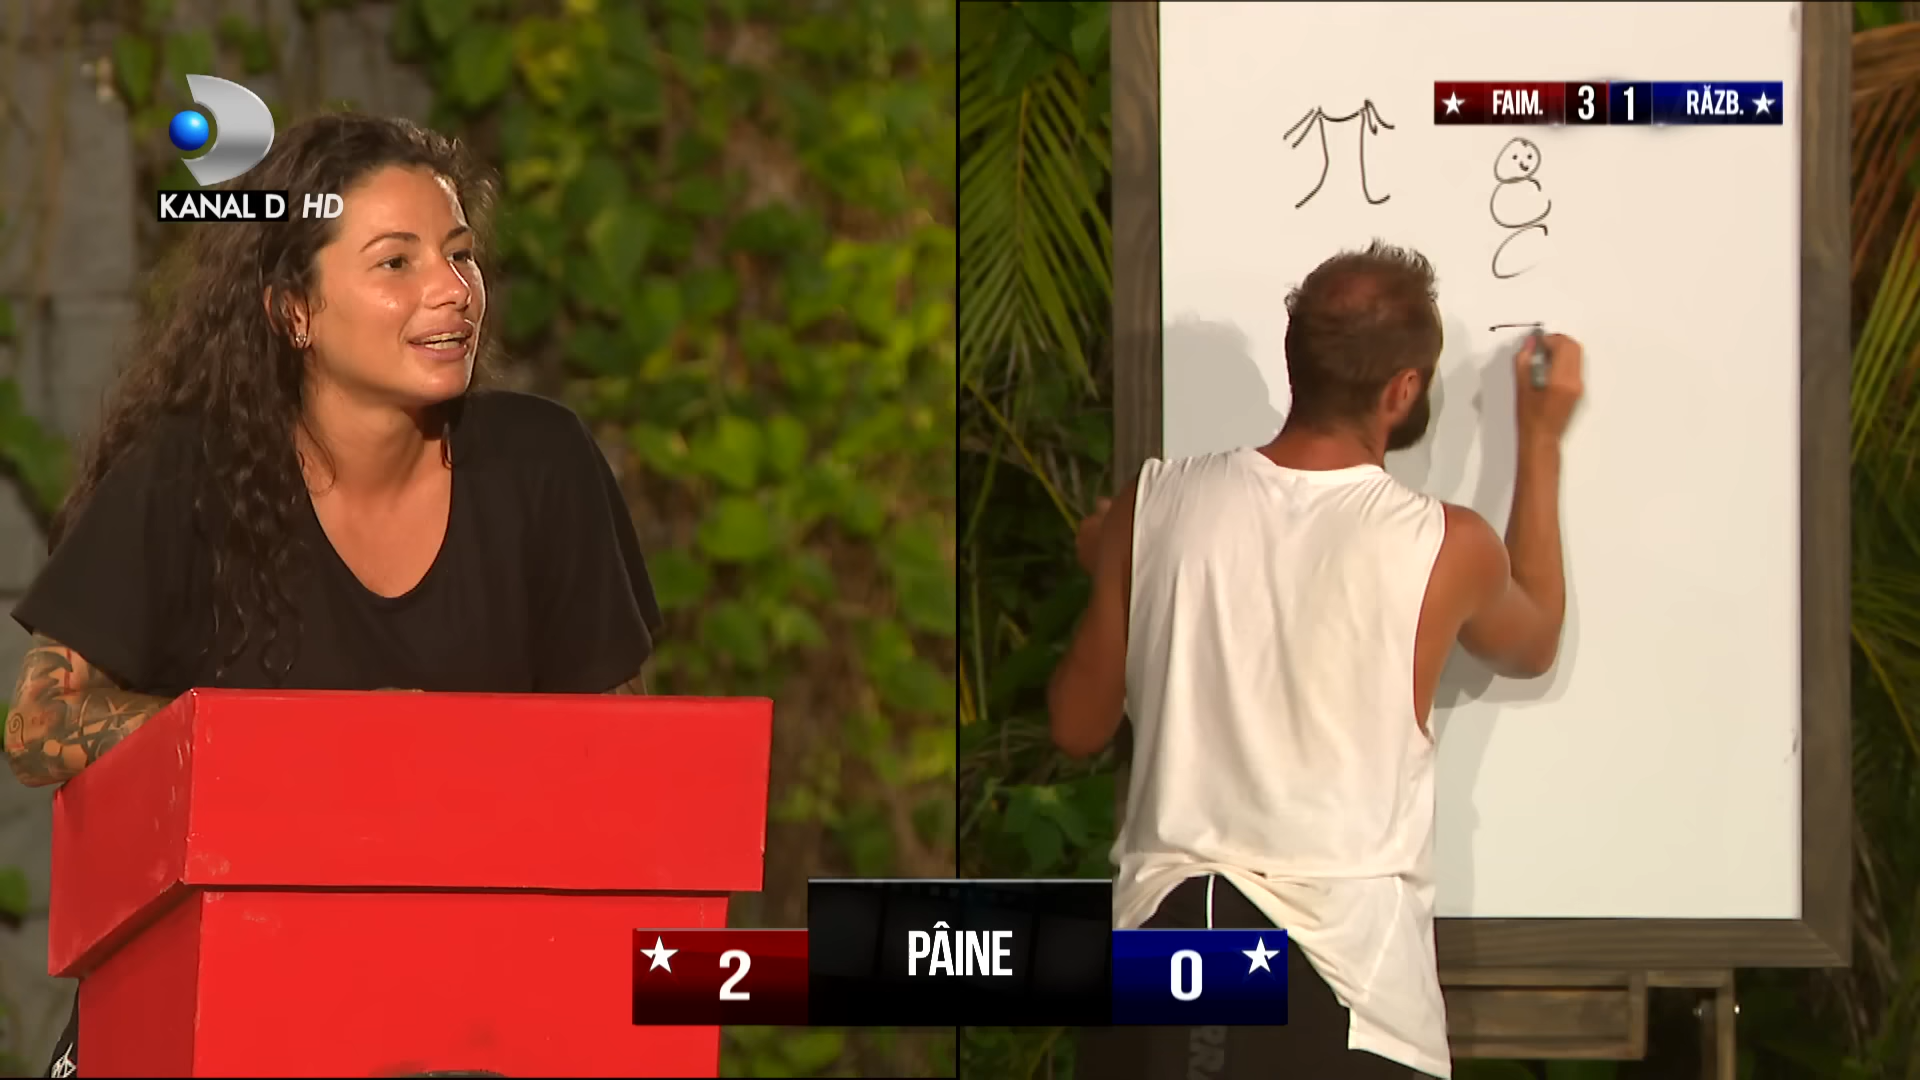 KANAL D HD
★ FAIM. 3 1 RĂZB. ★
★ 2 PÂINE 0 ★